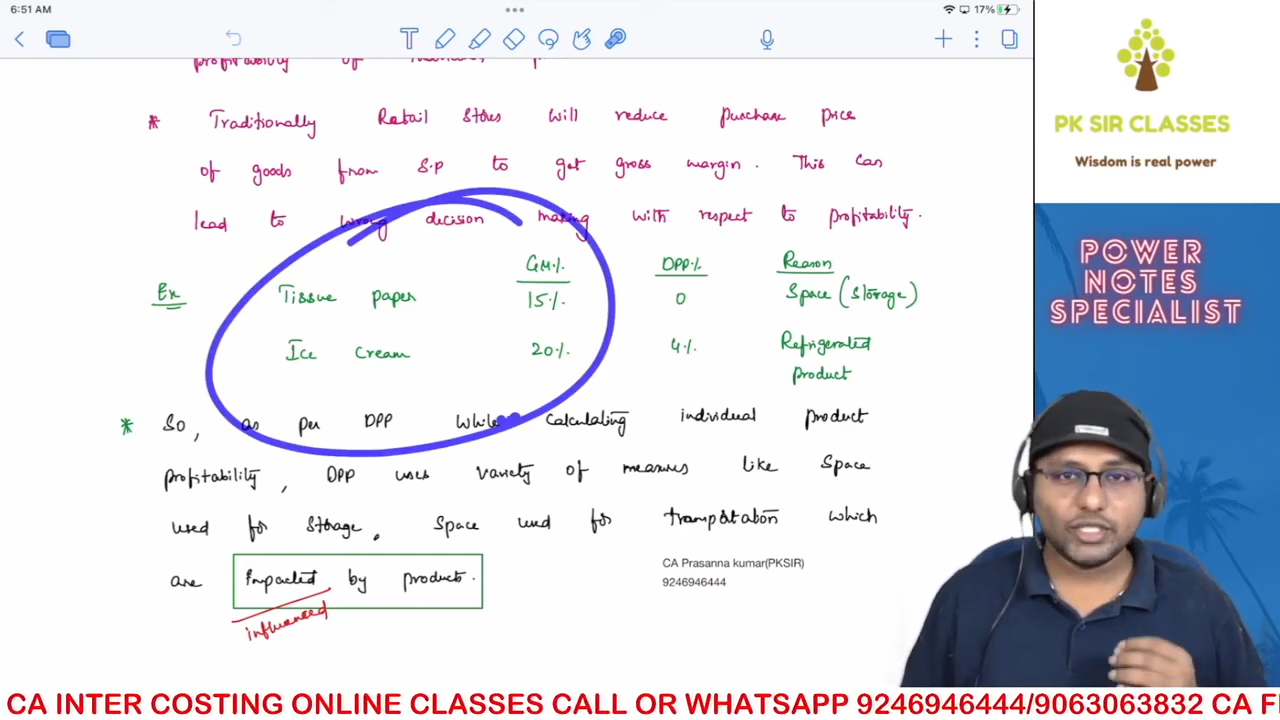 6:51 AM
17%
T
profitability of
* Traditionally Retail Stores will reduce purchase price
of goods from S.P to get gross margin. This can
lead to wrong decision making with respect to profitability.
GM% DPP% Reason
Ex Tissue paper 15% 0 Space (Storage)
Ice cream 20% 4% Refrigerated
product
* So, as per DPP while calculating individual product
profitability, DPP uses variety of measures like Space
used for Storage. Space used for transportation which
are impacted by products.
influenced
CA Prasanna kumar(PKSIR)
9246946444
PK SIR CLASSES
Wisdom is real power
POWER
NOTES
SPECIALIST
CA INTER COSTING ONLINE CLASSES CALL OR WHATSAPP 9246946444/9063063832 CA FI